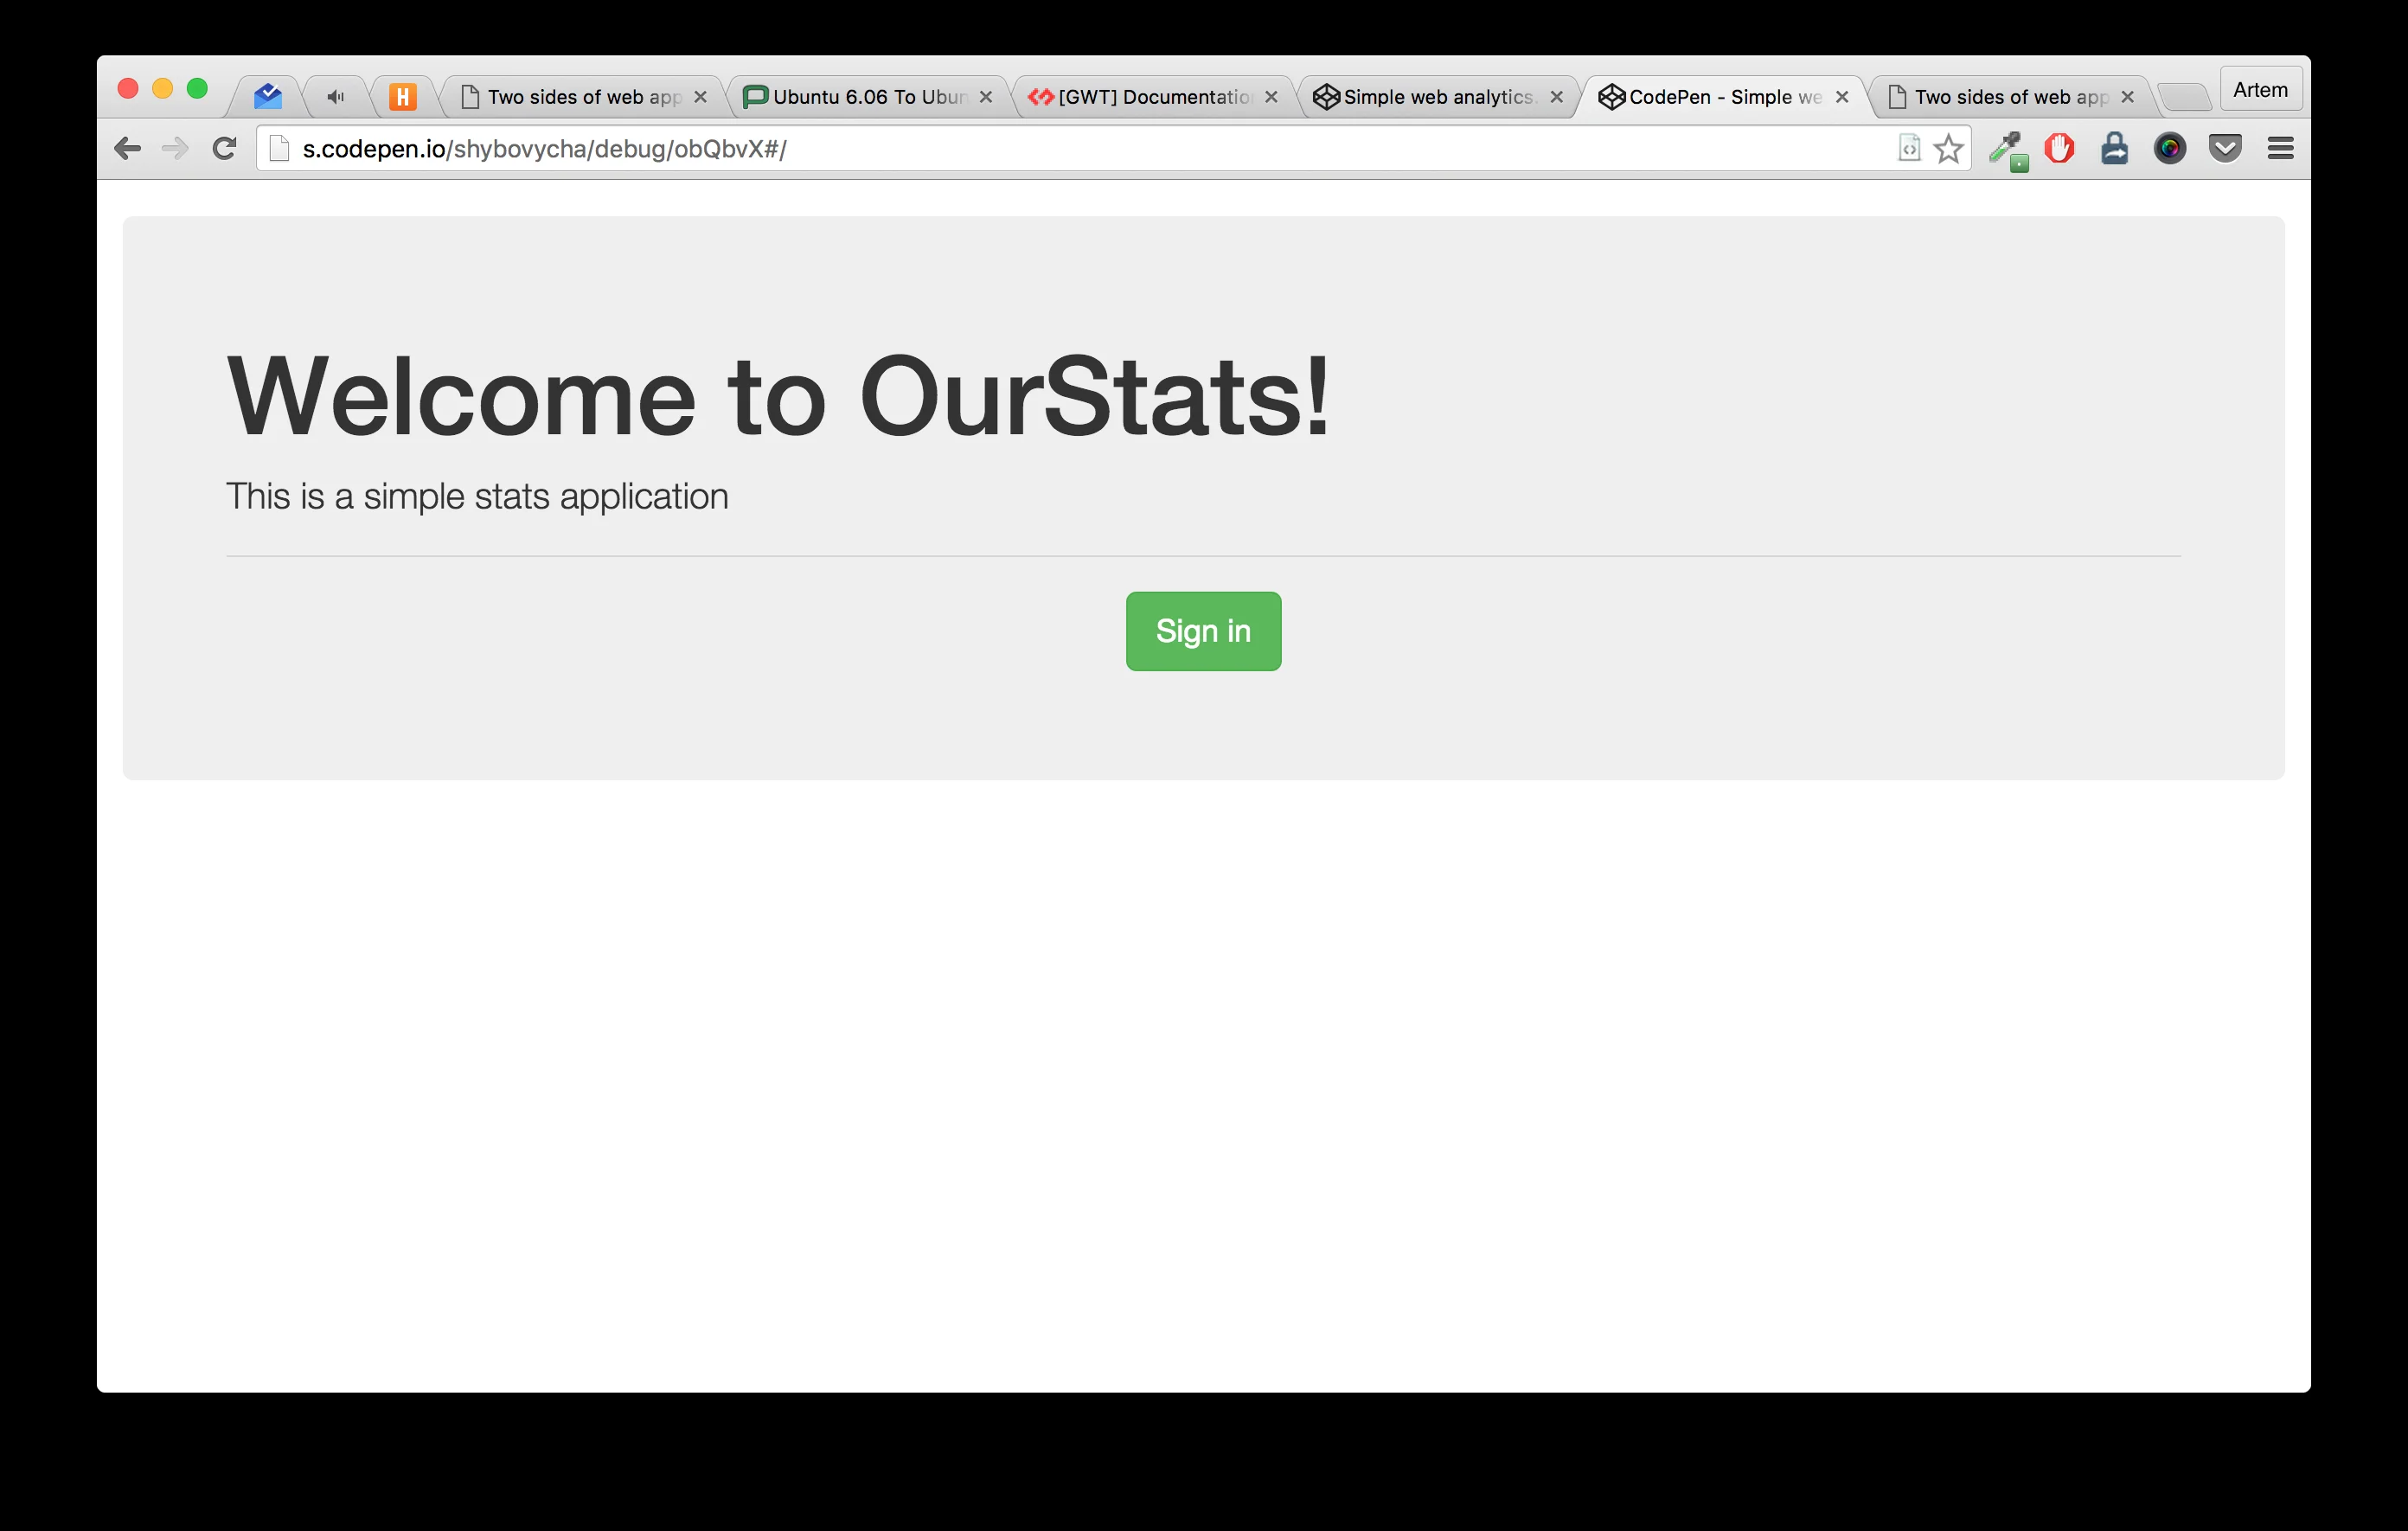 H
Two sides of web app
Ubuntu 6.06 To Ubun
[GWT] Documentation
Simple web analytics.
CodePen - Simple we
Two sides of web app
Artem
s.codepen.io/shybovycha/debug/obQbvX#/
Welcome to OurStats!
This is a simple stats application
Sign in